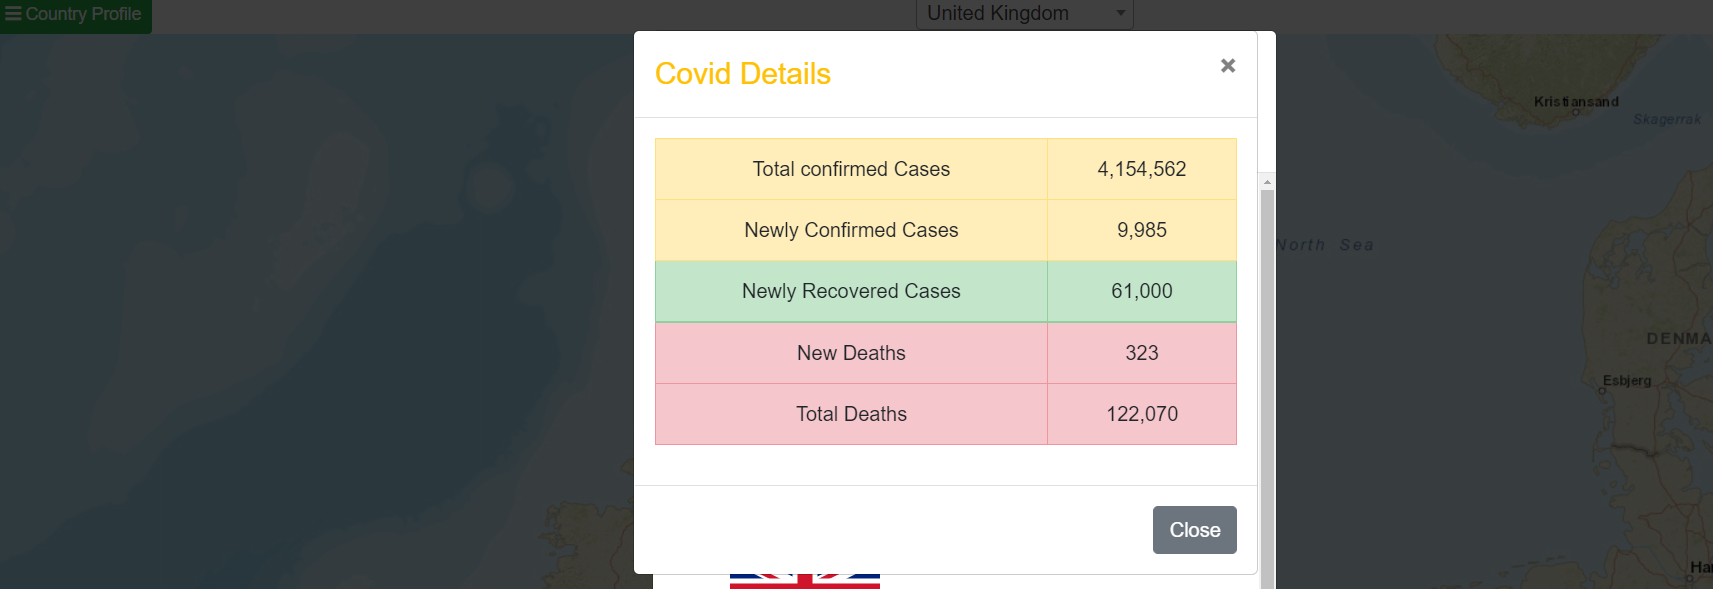 Country Profile
United Kingdom
Covid Details
×
Total confirmed Cases 4,154,562
Newly Confirmed Cases 9,985
Newly Recovered Cases 61,000
New Deaths 323
Total Deaths 122,070
Close
Kristiansand
Skagerrak
North Sea
DENMA
Esbjerg
Ha